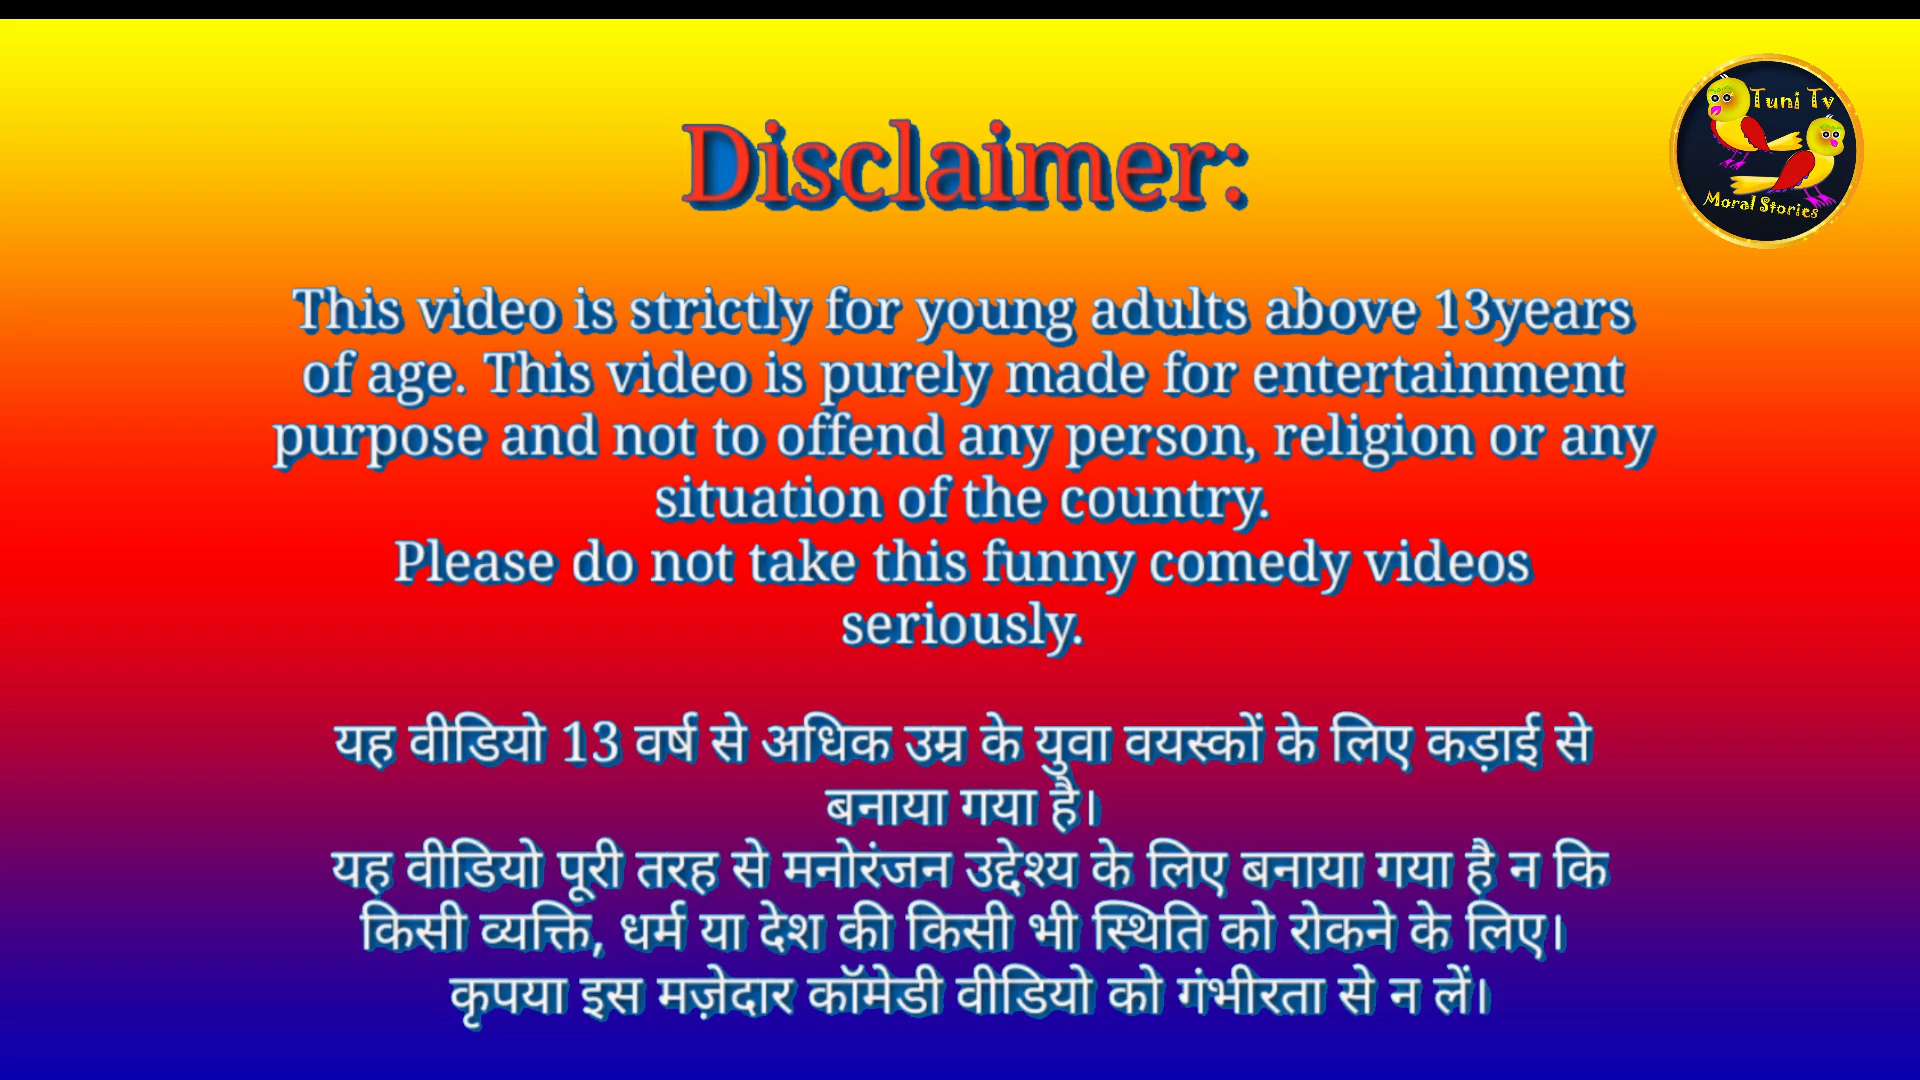 Tuni Tv
Moral Stories
Disclaimer:
This video is strictly for young adults above 13years
of age. This video is purely made for entertainment
purpose and not to offend any person, religion or any
situation of the country.
Please do not take this funny comedy videos
seriously.
यह वीडियो 13 वर्ष से अधिक उम्र के युवा वयस्कों के लिए कड़ाई से
बनाया गया है।
यह वीडियो पूरी तरह से मनोरंजन उद्देश्य के लिए बनाया गया है न कि
किसी व्यक्ति, धर्म या देश की किसी भी स्थिति को रोकने के लिए।
कृपया इस मज़ेदार कॉमेडी वीडियो को गंभीरता से न लें।